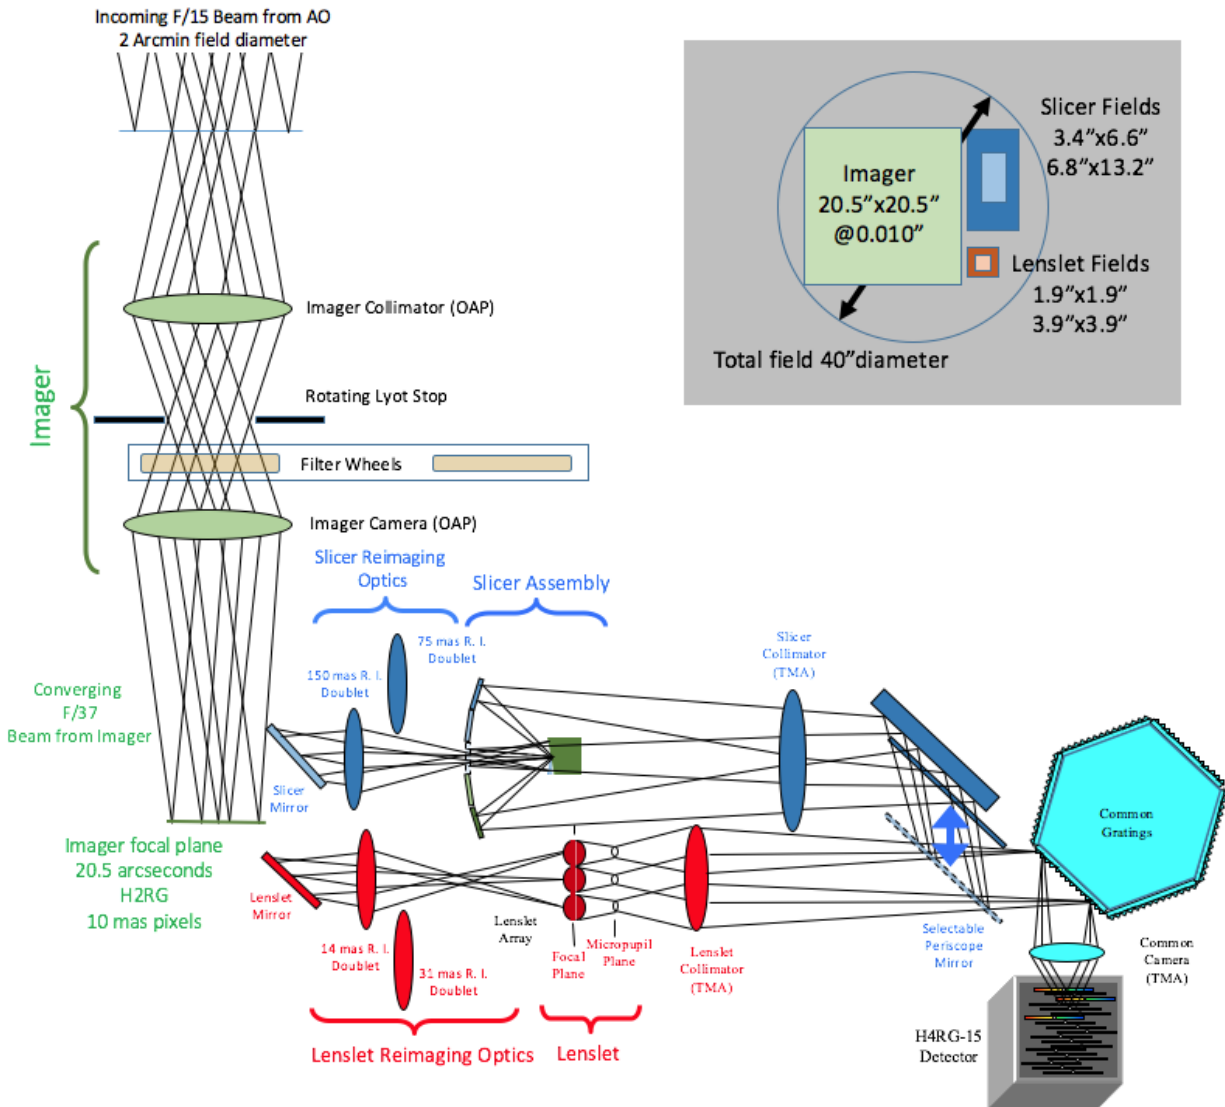 Incoming F/15 Beam from AO
2 Arcmin field diameter
Slicer Fields
3.4”x6.6”
6.8”x13.2”
Imager
20.5”x20.5”
@0.010”
Lenslet Fields
1.9”x1.9”
3.9”x3.9”
Total field 40”diameter
Imager
Imager Collimator (OAP)
Rotating Lyot Stop
Filter Wheels
Imager Camera (OAP)
Slicer Reimaging
Optics
Slicer Assembly
75 mas R. I.
Doublet
150 mas R. I.
Doublet
Slicer
Collimator
(TMA)
Converging
F/37
Beam from Imager
Slicer
Mirror
Common
Gratings
Imager focal plane
20.5 arcseconds
H2RG
10 mas pixels
Lenslet
Mirror
14 mas R. I.
Doublet
31 mas R. I.
Doublet
Lenslet
Array
Focal
Plane
Micropupil
Plane
Lenslet
Collimator
(TMA)
Selectable
Periscope
Mirror
Common
Camera
(TMA)
H4RG-15
Detector
Lenslet Reimaging Optics
Lenslet